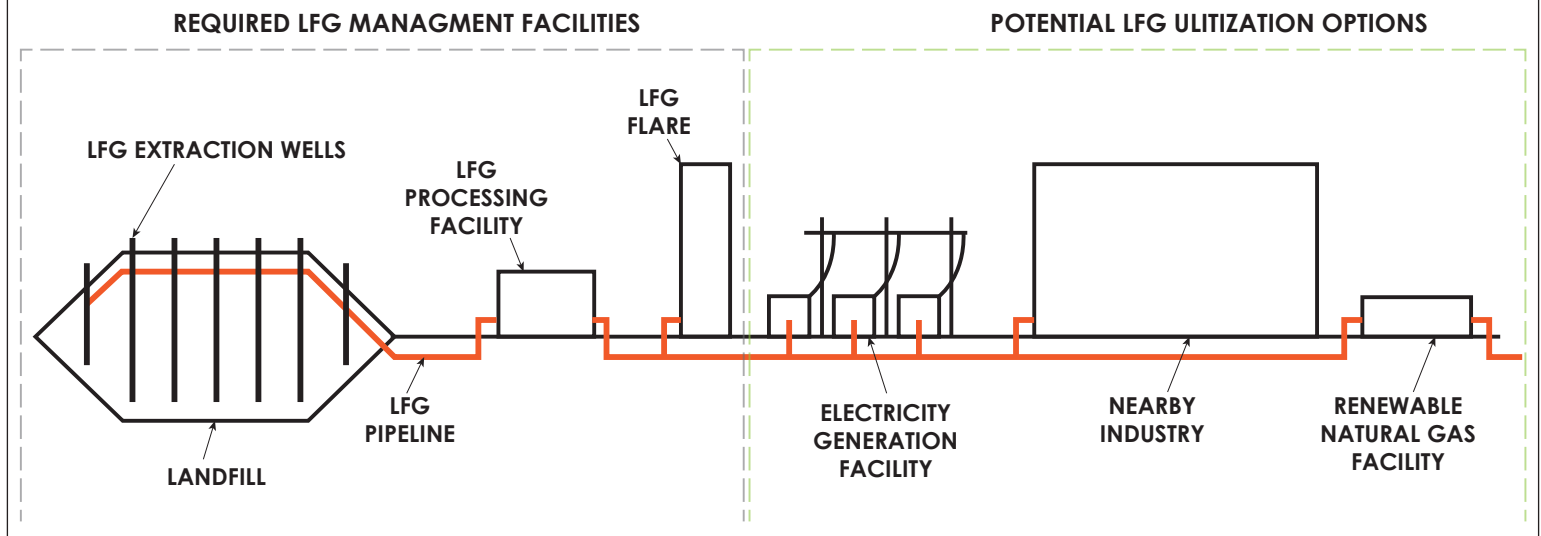 REQUIRED LFG MANAGMENT FACILITIES
POTENTIAL LFG ULITIZATION OPTIONS
LFG
FLARE
LFG EXTRACTION WELLS
LFG
PROCESSING
FACILITY
LFG
PIPELINE
LANDFILL
ELECTRICITY
GENERATION
FACILITY
NEARBY
INDUSTRY
RENEWABLE
NATURAL GAS
FACILITY